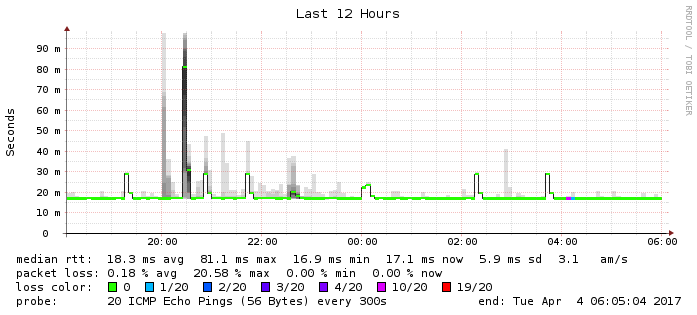 Last 12 Hours
RRDTOOL / TOBI OETIKER
Seconds
90 m
80 m
70 m
60 m
50 m
40 m
30 m
20 m
10 m
0
20:00 22:00 00:00 02:00 04:00 06:00
median rtt: 18.3 ms avg 81.1 ms max 16.9 ms min 17.1 ms now 5.9 ms sd 3.1 am/s
packet loss: 0.18 % avg 20.58 % max 0.00 % min 0.00 % now
loss color: 0 1/20 2/20 3/20 4/20 10/20 19/20
probe: 20 ICMP Echo Pings (56 Bytes) every 300s end: Tue Apr 4 06:05:04 2017